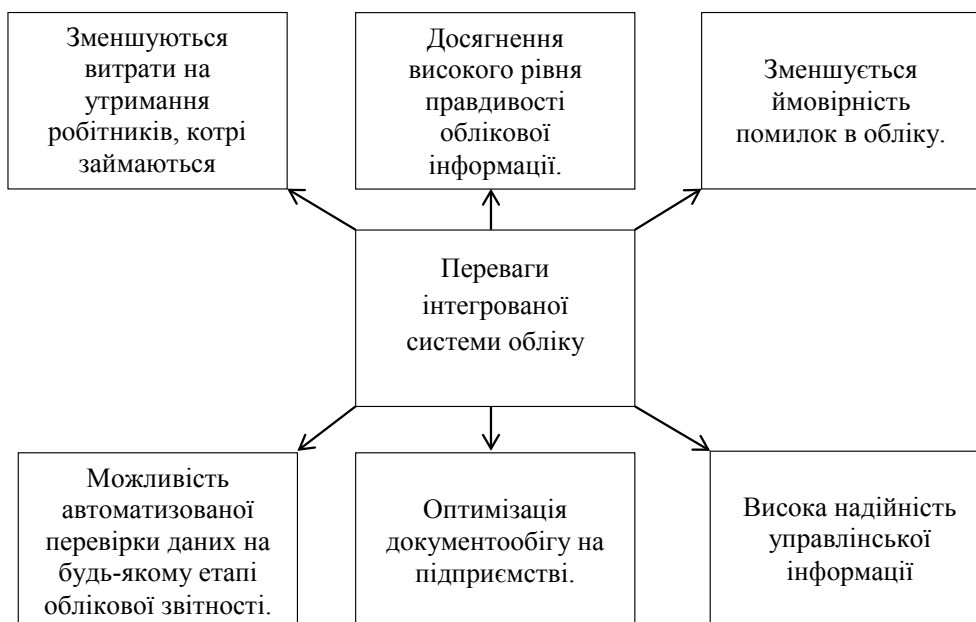 Зменшуються
витрати на
утримання
робітників, котрі
займаються
Досягнення
високого рівня
правдивості
облікової
інформації.
Зменшується
ймовірність
помилок в обліку.
Переваги
інтегрованої
системи обліку
Можливість
автоматизованої
перевірки даних на
будь-якому етапі
облікової звітності.
Оптимізація
документообігу на
підприємстві.
Висока надійність
управлінської
інформації